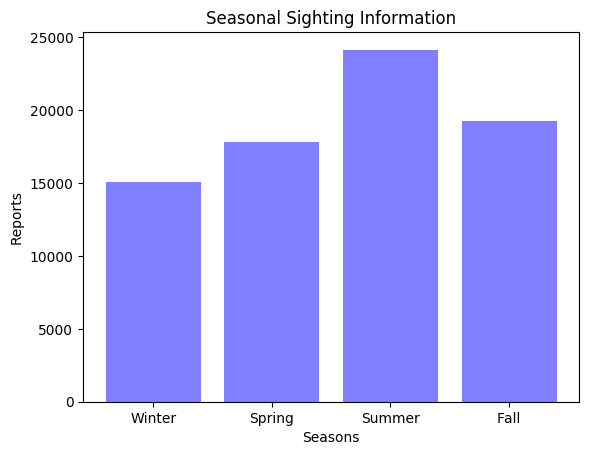 Seasonal Sighting Information
25000
20000
15000
10000
5000
0
Reports
Winter Spring Summer Fall
Seasons